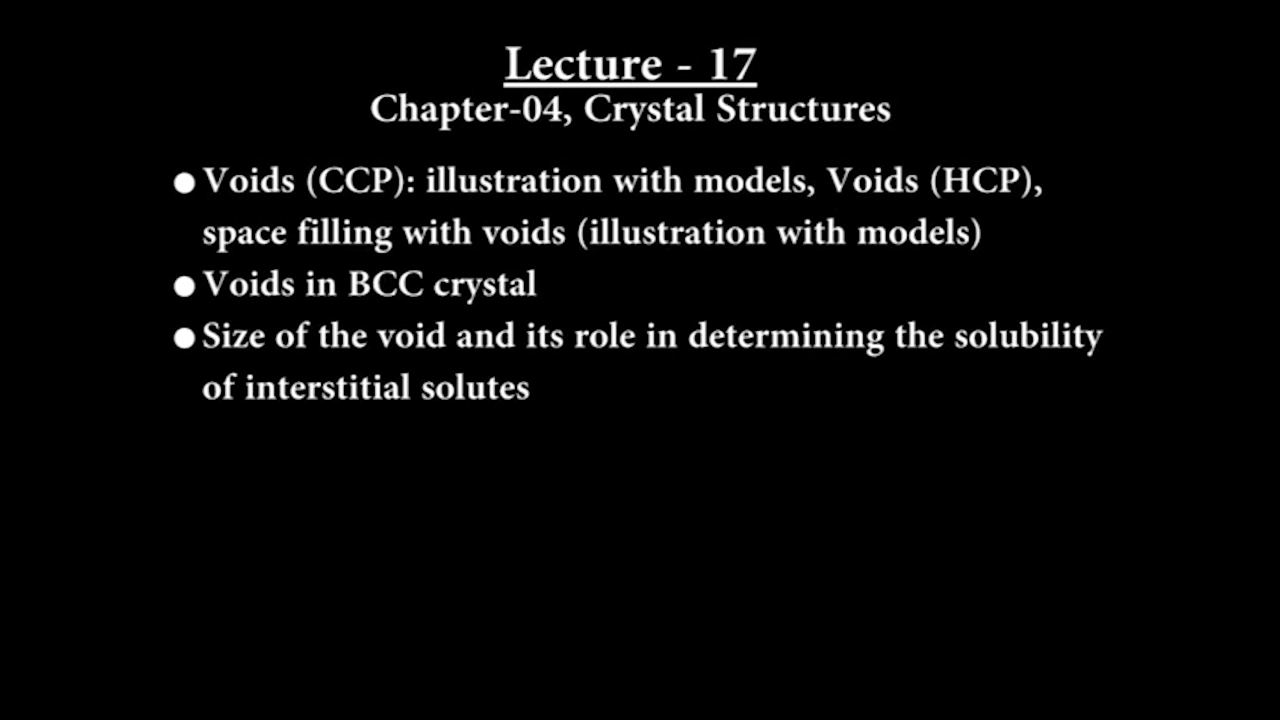 Lecture - 17
Chapter-04, Crystal Structures
● Voids (CCP): illustration with models, Voids (HCP),
space filling with voids (illustration with models)
● Voids in BCC crystal
● Size of the void and its role in determining the solubility
of interstitial solutes